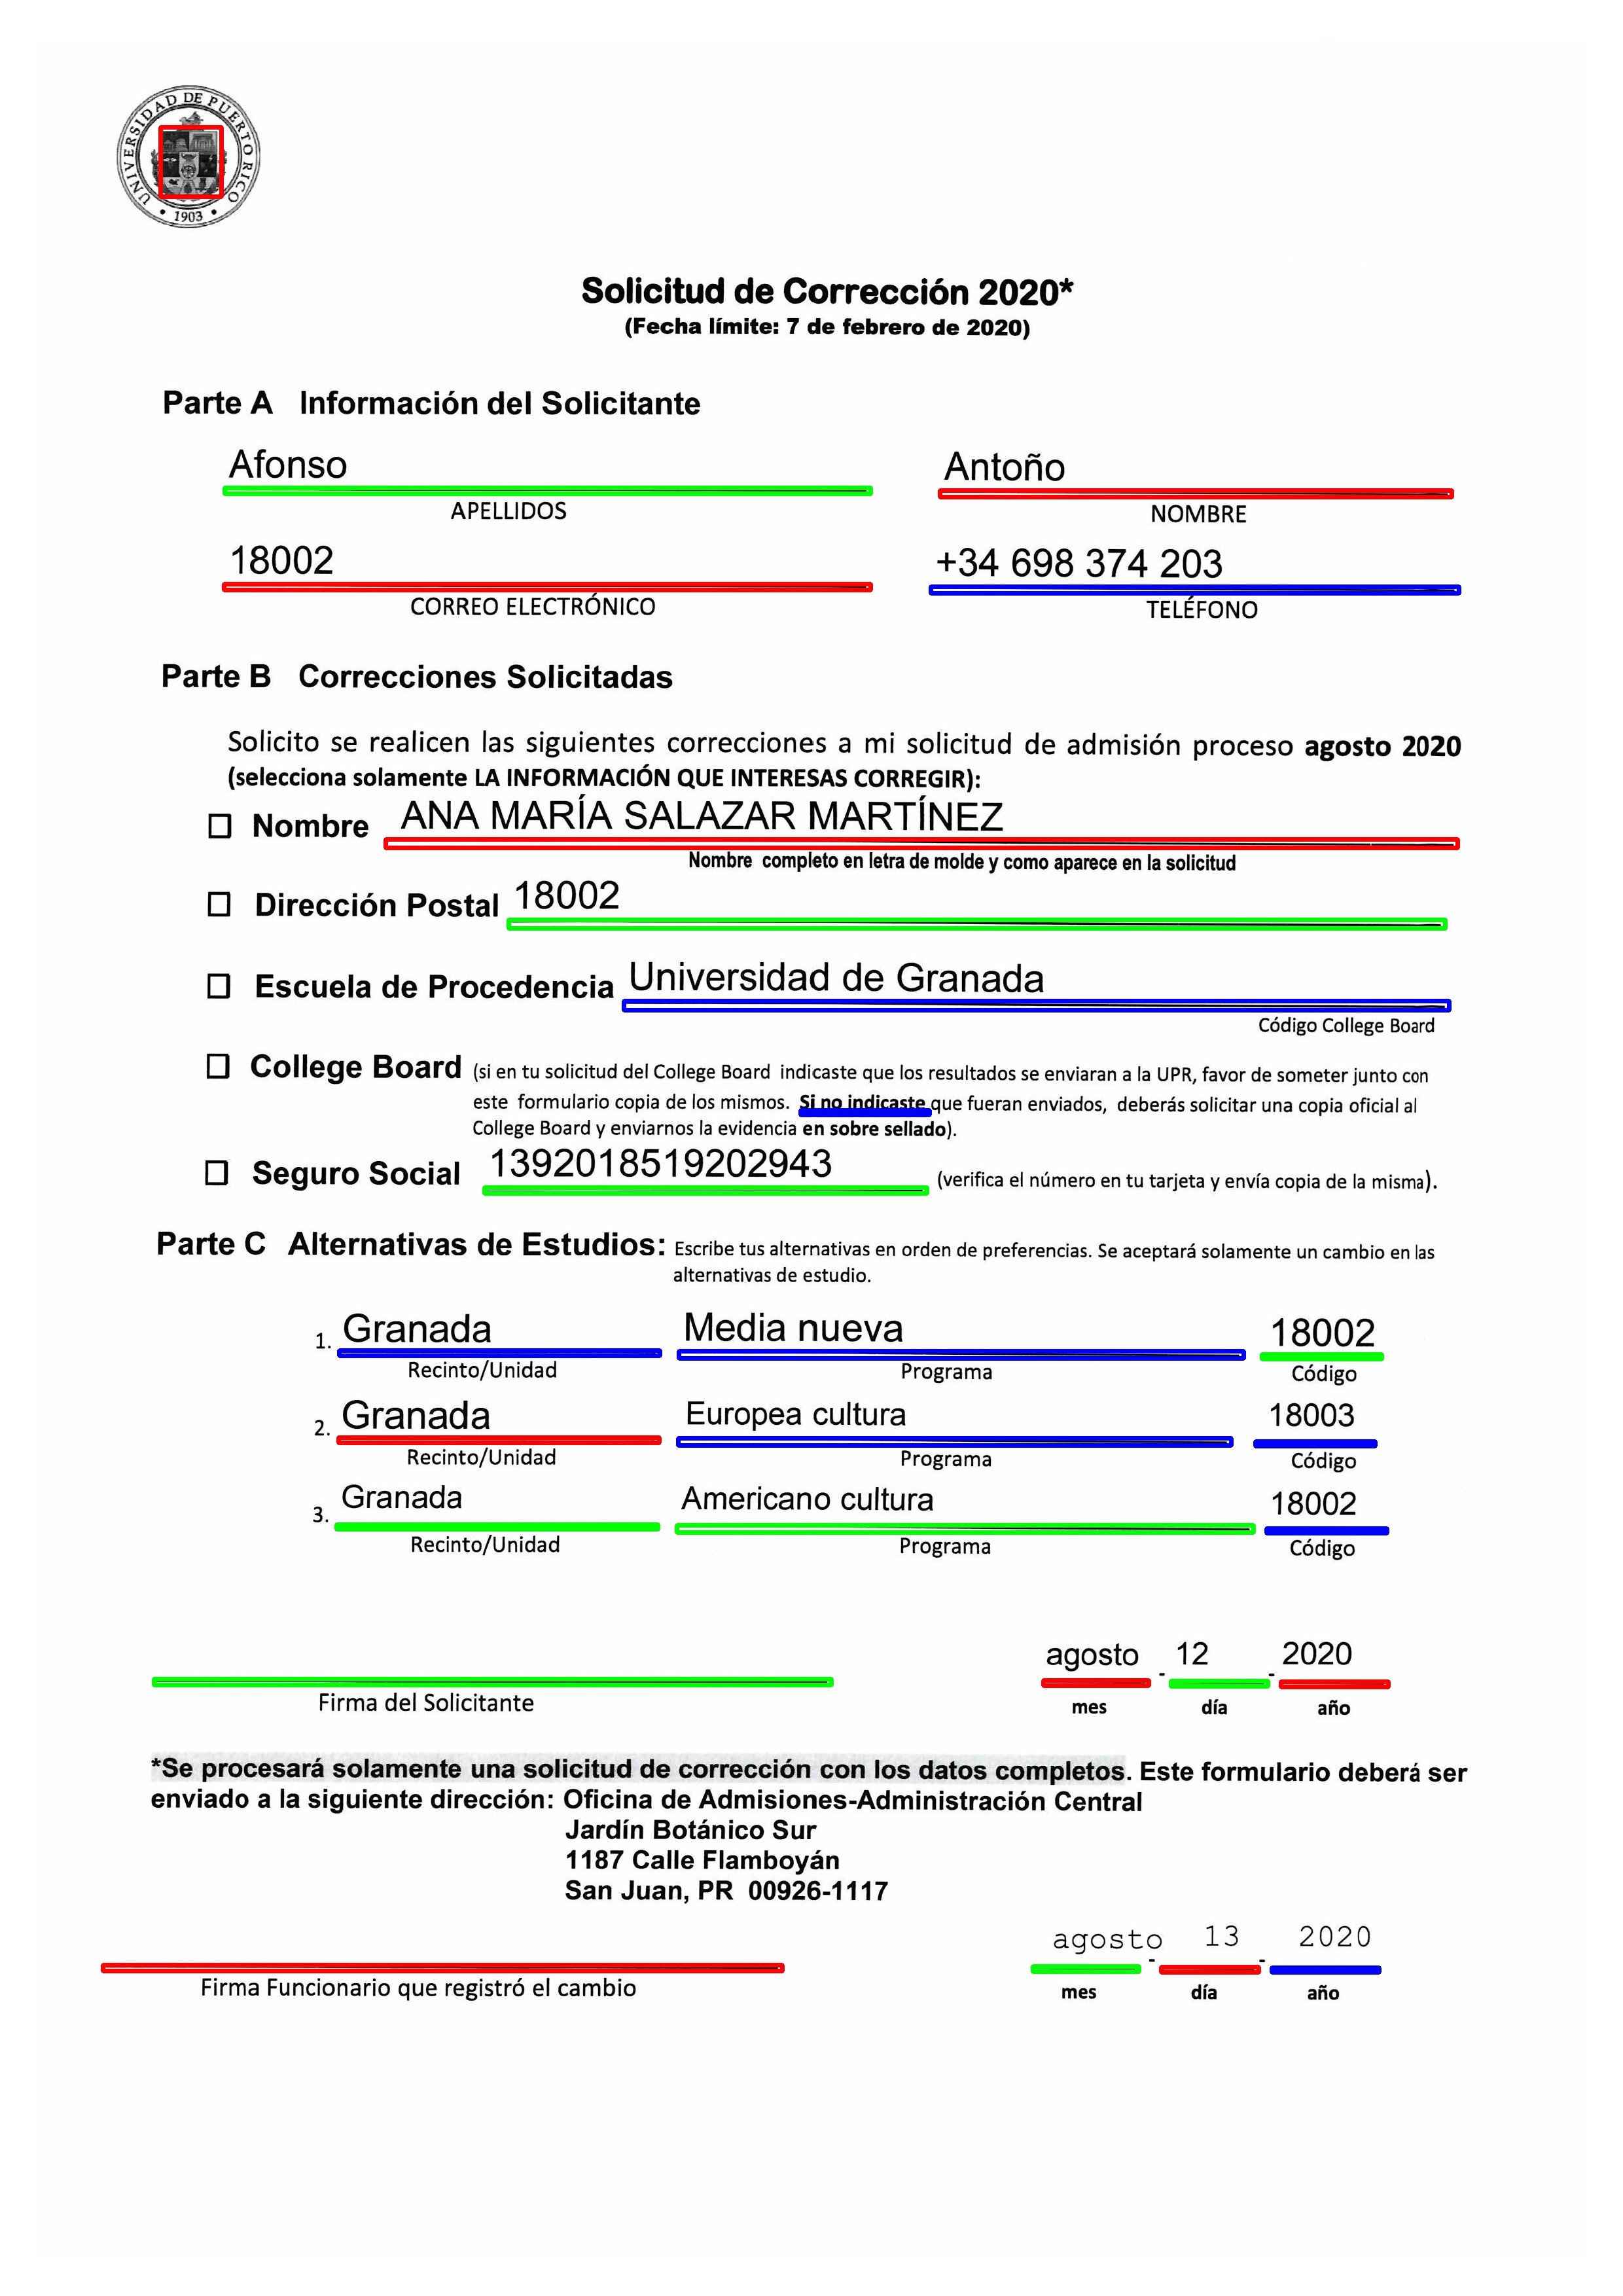 UNIVERSIDAD DE PUERTO RICO
• 1903 •
Solicitud de Corrección 2020*
(Fecha límite: 7 de febrero de 2020)
Parte A Información del Solicitante
Afonso Antoño
APELLIDOS NOMBRE
18002 +34 698 374 203
CORREO ELECTRÓNICO TELÉFONO
Parte B Correcciones Solicitadas
Solicito se realicen las siguientes correcciones a mi solicitud de admisión proceso agosto 2020
(selecciona solamente LA INFORMACIÓN QUE INTERESAS CORREGIR):
Nombre ANA MARÍA SALAZAR MARTÍNEZ
Nombre completo en letra de molde y como aparece en la solicitud
Dirección Postal 18002
Escuela de Procedencia Universidad de Granada
Código College Board
College Board (si en tu solicitud del College Board indicaste que los resultados se enviaran a la UPR, favor de someter junto con
este formulario copia de los mismos. Si no indicaste que fueran enviados, deberás solicitar una copia oficial al
College Board y enviarnos la evidencia en sobre sellado).
Seguro Social 1392018519202943 (verifica el número en tu tarjeta y envía copia de la misma).
Parte C Alternativas de Estudios: Escribe tus alternativas en orden de preferencias. Se aceptará solamente un cambio en las
alternativas de estudio.
1. Granada Media nueva 18002
Recinto/Unidad Programa Código
2. Granada Europea cultura 18003
Recinto/Unidad Programa Código
3. Granada Americano cultura 18002
Recinto/Unidad Programa Código
agosto - 12 - 2020
Firma del Solicitante mes día año
*Se procesará solamente una solicitud de corrección con los datos completos. Este formulario deberá ser
enviado a la siguiente dirección: Oficina de Admisiones-Administración Central
Jardín Botánico Sur
1187 Calle Flamboyán
San Juan, PR 00926-1117
agosto - 13 - 2020
Firma Funcionario que registró el cambio mes día año